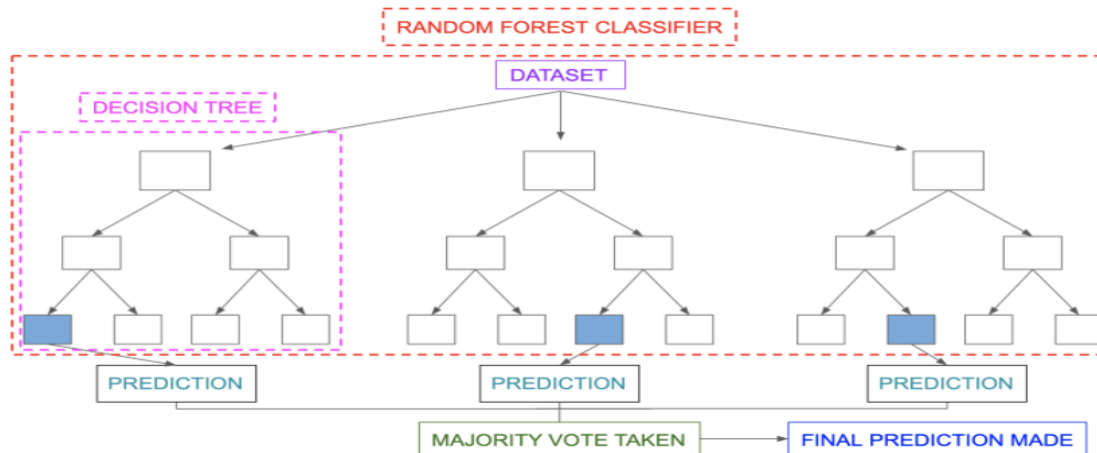 RANDOM FOREST CLASSIFIER
DATASET
DECISION TREE
PREDICTION
PREDICTION
PREDICTION
MAJORITY VOTE TAKEN
FINAL PREDICTION MADE